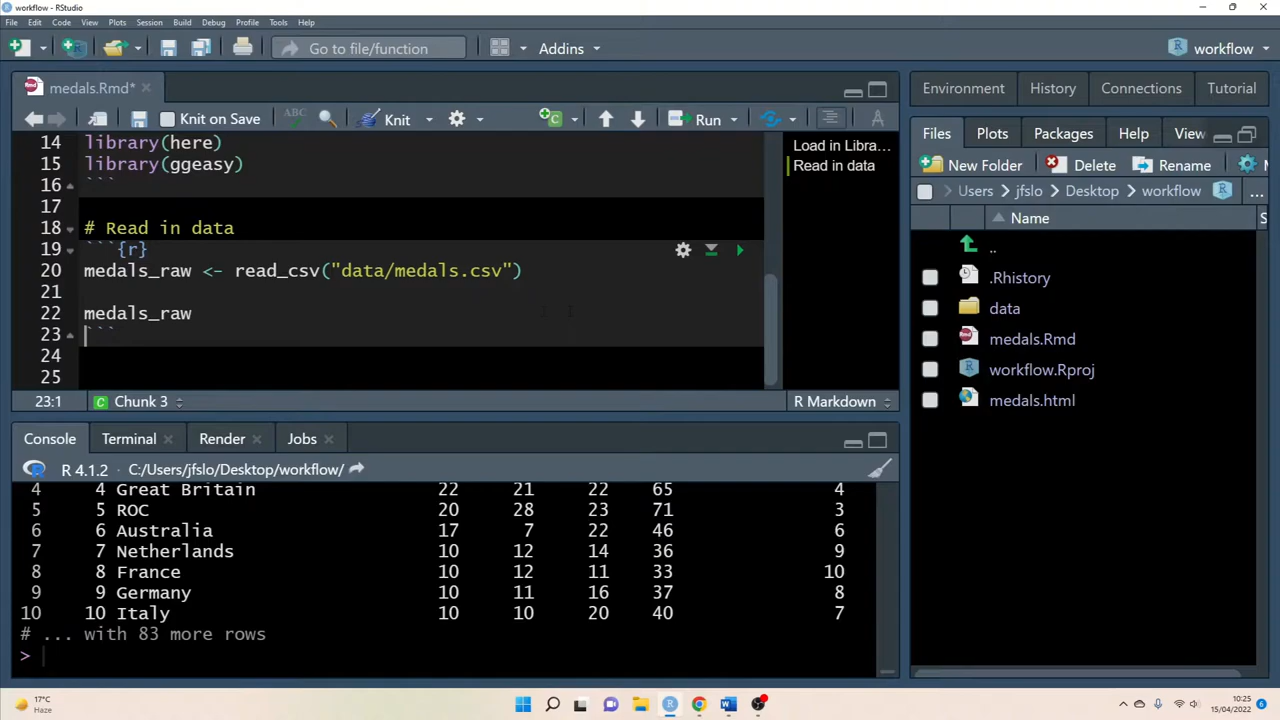 workflow - RStudio
File Edit Code View Plots Session Build Debug Profile Tools Help
Go to file/function Addins workflow
medals.Rmd*
Knit on Save ABC Knit Run
14 library(here)
15 library(ggeasy)
16 ```
17
18 # Read in data
19 ```{r}
20 medals_raw <- read_csv("data/medals.csv")
21
22 medals_raw
23 ```
24
25
Load in Libra...
Read in data
23:1 Chunk 3 R Markdown
Console Terminal Render Jobs
R 4.1.2 · C:/Users/jfslo/Desktop/workflow/
4 4 Great Britain 22 21 22 65 4
5 5 ROC 20 28 23 71 3
6 6 Australia 17 7 22 46 6
7 7 Netherlands 10 12 14 36 9
8 8 France 10 12 11 33 10
9 9 Germany 10 11 16 37 8
10 10 Italy 10 10 20 40 7
# ... with 83 more rows
>
Environment History Connections Tutorial
Files Plots Packages Help View
New Folder Delete Rename
Users jfslo Desktop workflow ...
Name S
..
.Rhistory
data
medals.Rmd
workflow.Rproj
medals.html
17°C
Haze
10:25
15/04/2022
6